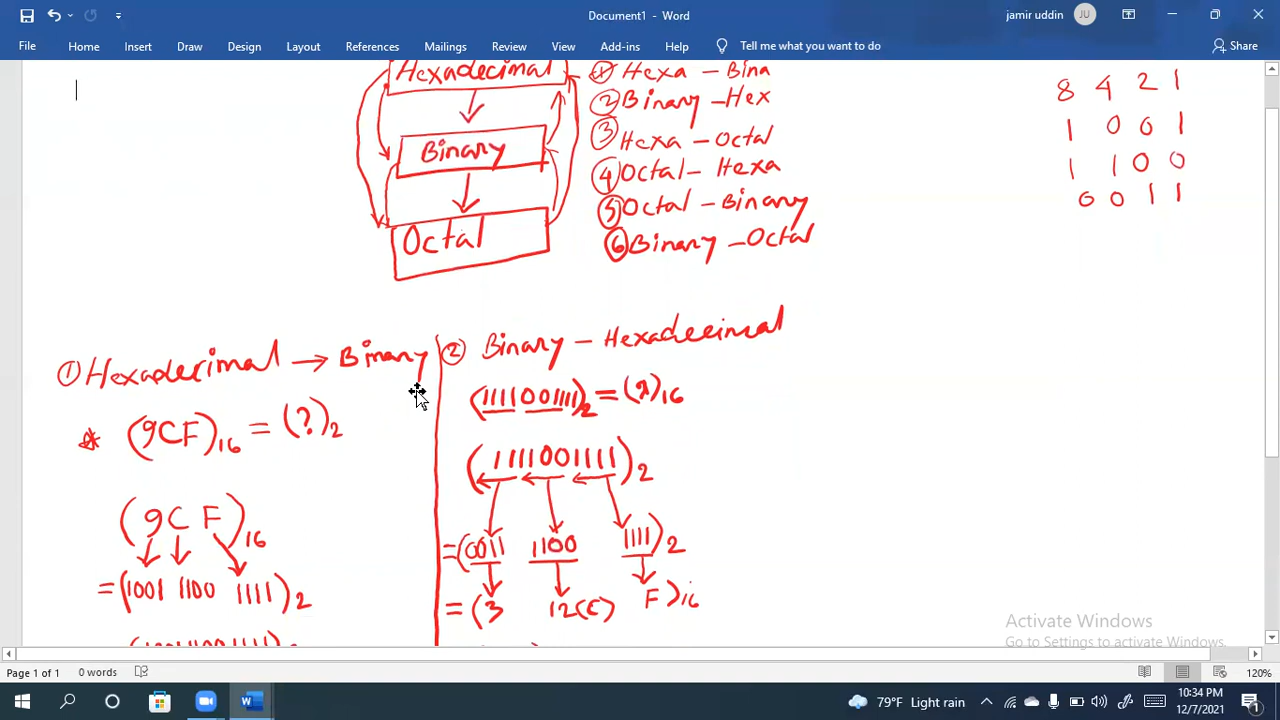 Document1 - Word
jamir uddin
JU
File Home Insert Draw Design Layout References Mailings Review View Add-ins Help Tell me what you want to do Share
Hexadecimal
Binary
Octal
① Hexa - Bina
② Binary - Hex
③ Hexa - Octal
④ Octal - Hexa
⑤ Octal - Binary
⑥ Binary - Octal
8 4 2 1
1 0 0 1
1 1 0 0
0 0 1 1
① Hexadecimal → Binary
* (9CF)16 = (?)2
(9CF)16
= (1001 1100 1111)2
② Binary - Hexadecimal
(1111001111)2 = (?)16
(1111001111)2
= (0011 1100 1111)2
= (3 12(C) F)16
Activate Windows
Go to Settings to activate Windows.
Page 1 of 1 0 words 120%
79°F Light rain
10:34 PM
12/7/2021
1